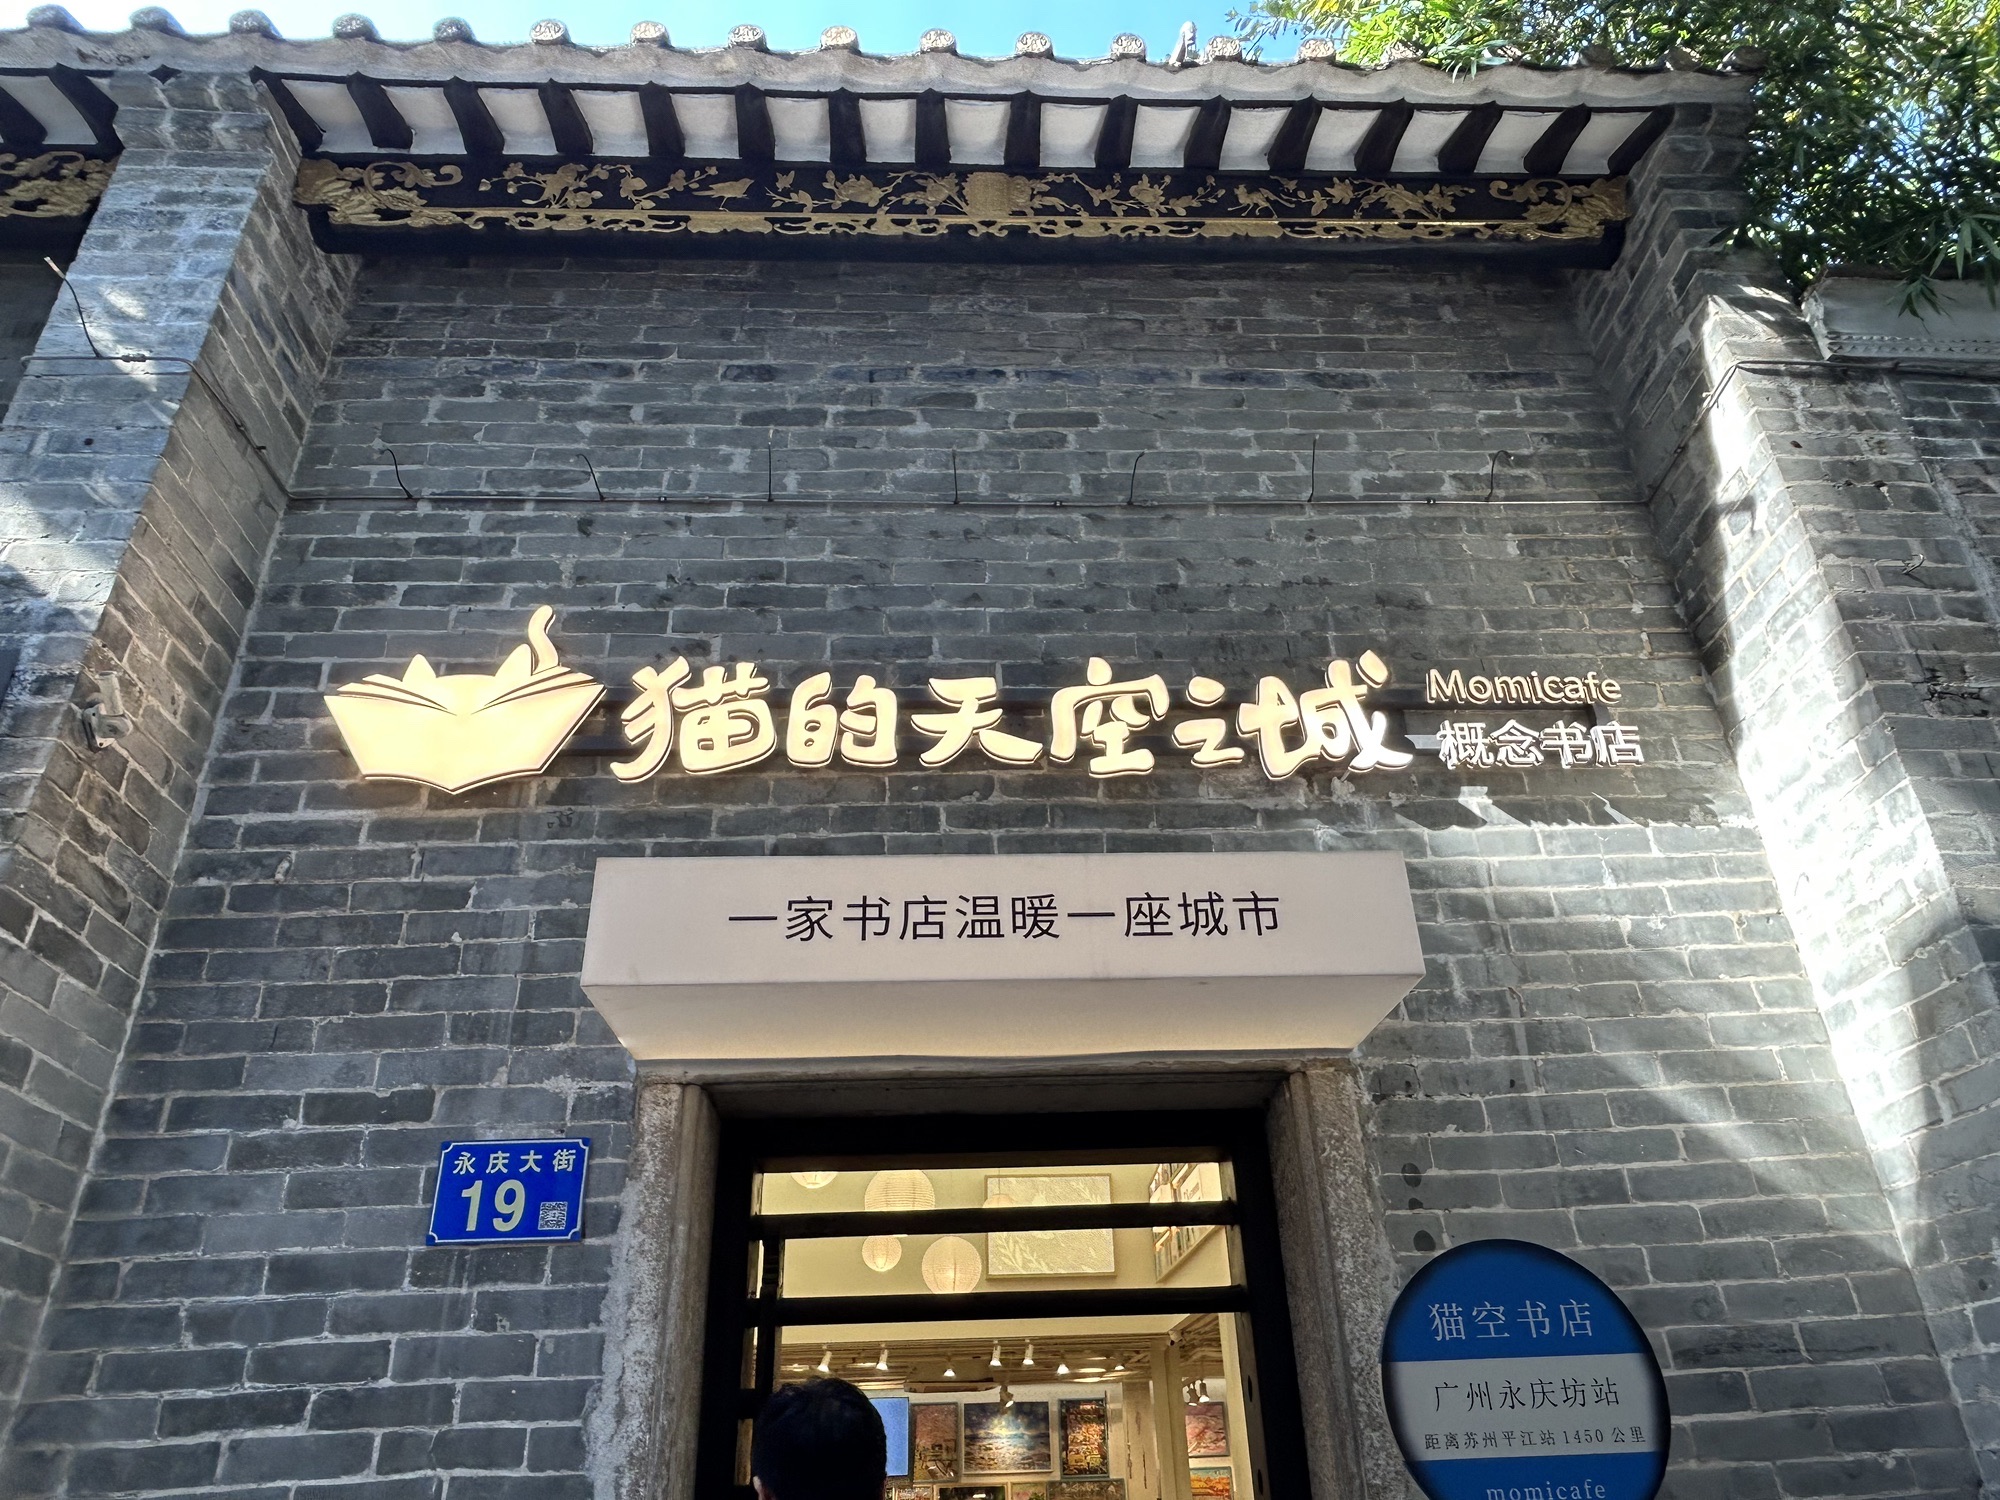 猫的天空之城
Momicafe
概念书店
一家书店温暖一座城市
永庆大街
19
猫空书店
广州永庆坊站
距离苏州平江站1450公里
momicafe